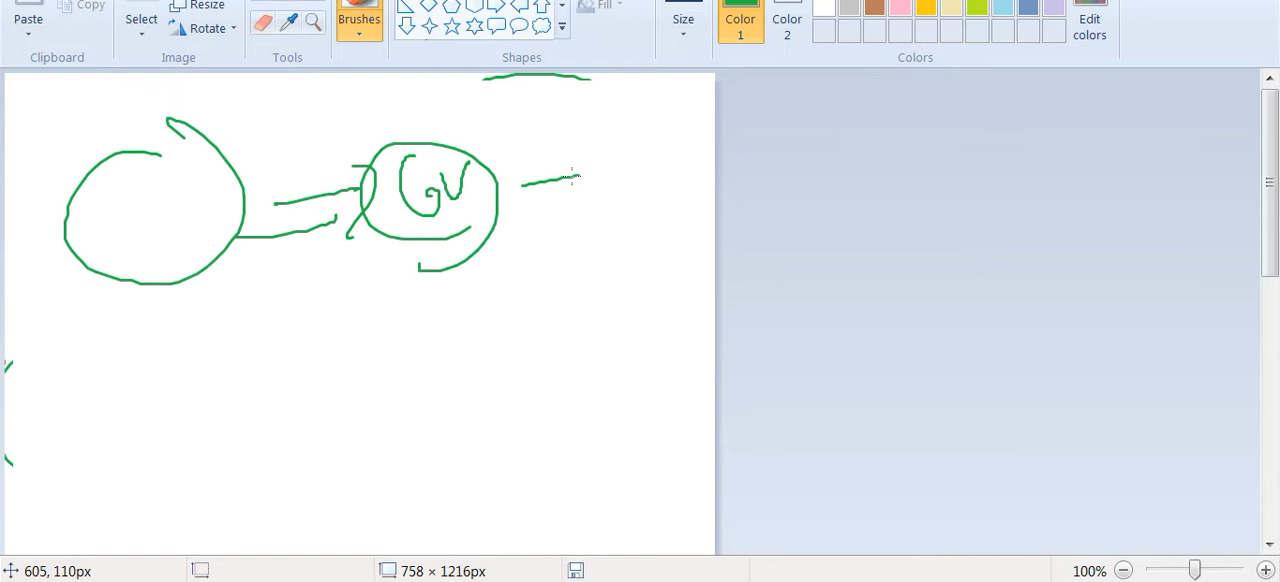 Paste
Copy
Select
Resize
Rotate
Brushes
Size
Fill
Color 1
Color 2
Edit colors
Clipboard
Image
Tools
Shapes
Colors
GV
605, 110px
758 × 1216px
100%